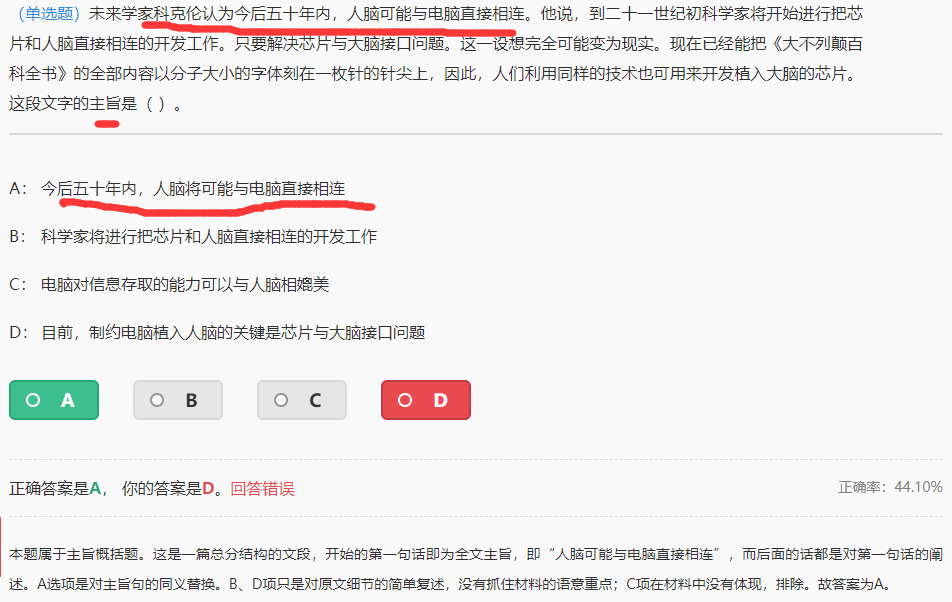 （单选题）未来学家科克伦认为今后五十年内，人脑可能与电脑直接相连。他说，到二十一世纪初科学家将开始进行把芯
片和人脑直接相连的开发工作。只要解决芯片与大脑接口问题。这一设想完全可能变为现实。现在已经能把《大不列颠百
科全书》的全部内容以分子大小的字体刻在一枚针的针尖上，因此，人们利用同样的技术也可用来开发植入大脑的芯片。
这段文字的主旨是（ ）。
A： 今后五十年内，人脑将可能与电脑直接相连
B： 科学家将进行把芯片和人脑直接相连的开发工作
C： 电脑对信息存取的能力可以与人脑相媲美
D： 目前，制约电脑植入人脑的关键是芯片与大脑接口问题
A B C D
正确答案是A， 你的答案是D。回答错误 正确率：44.10%
本题属于主旨概括题。这是一篇总分结构的文段，开始的第一句话即为全文主旨，即“人脑可能与电脑直接相连”，而后面的话都是对第一句话的阐
述。A选项是对主旨句的同义替换。B、D项只是对原文细节的简单复述，没有抓住材料的语意重点；C项在材料中没有体现，排除。故答案为A。